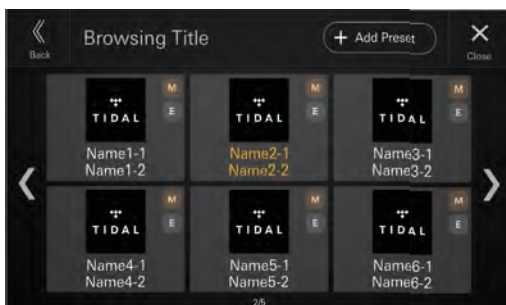 Browsing Title
+ Add Preset
Back
Close
M
M
M
E
E
E
TIDAL
TIDAL
TIDAL
Name1-1
Name2-1
Name3-1
Name1-2
Name2-2
Name3-2
M
M
M
E
E
E
TIDAL
TIDAL
TIDAL
Name4-1
Name5-1
Name6-1
Name4-2
Name5-2
Name6-2
2/5